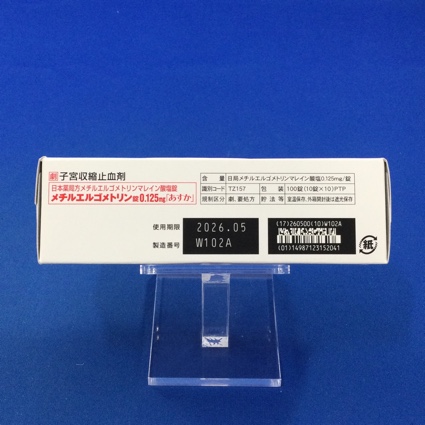 劇 子宮収縮止血剤
日本薬局方メチルエルゴメトリンマレイン酸塩錠
メチルエルゴメトリン錠0.125mg「あすか」
含 量 日局メチルエルゴメトリンマレイン酸塩0.125mg/錠
識別コード TZ157 包 装 100錠(10錠×10)PTP
規制区分 劇、要処方 貯 法 等 室温保存、外箱開封後は遮光保存
使用期限 2026.05
製造番号 W102A
(17)260500(10)W102A
(01)14987123152041
紙